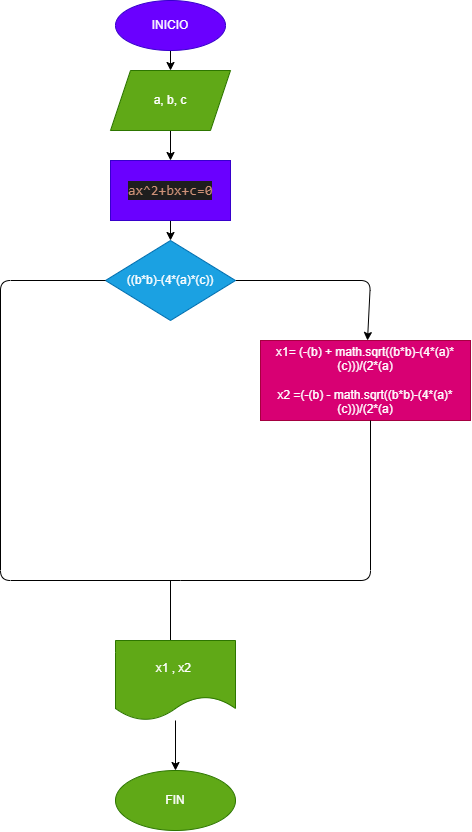 INICIO
a, b, c
ax^2+bx+c=0
((b*b)-(4*(a)*(c))
x1= (-(b) + math.sqrt((b*b)-(4*(a)*
(c)))/(2*(a)
x2 =(-(b) - math.sqrt((b*b)-(4*(a)*
(c)))/(2*(a)
x1 , x2
FIN